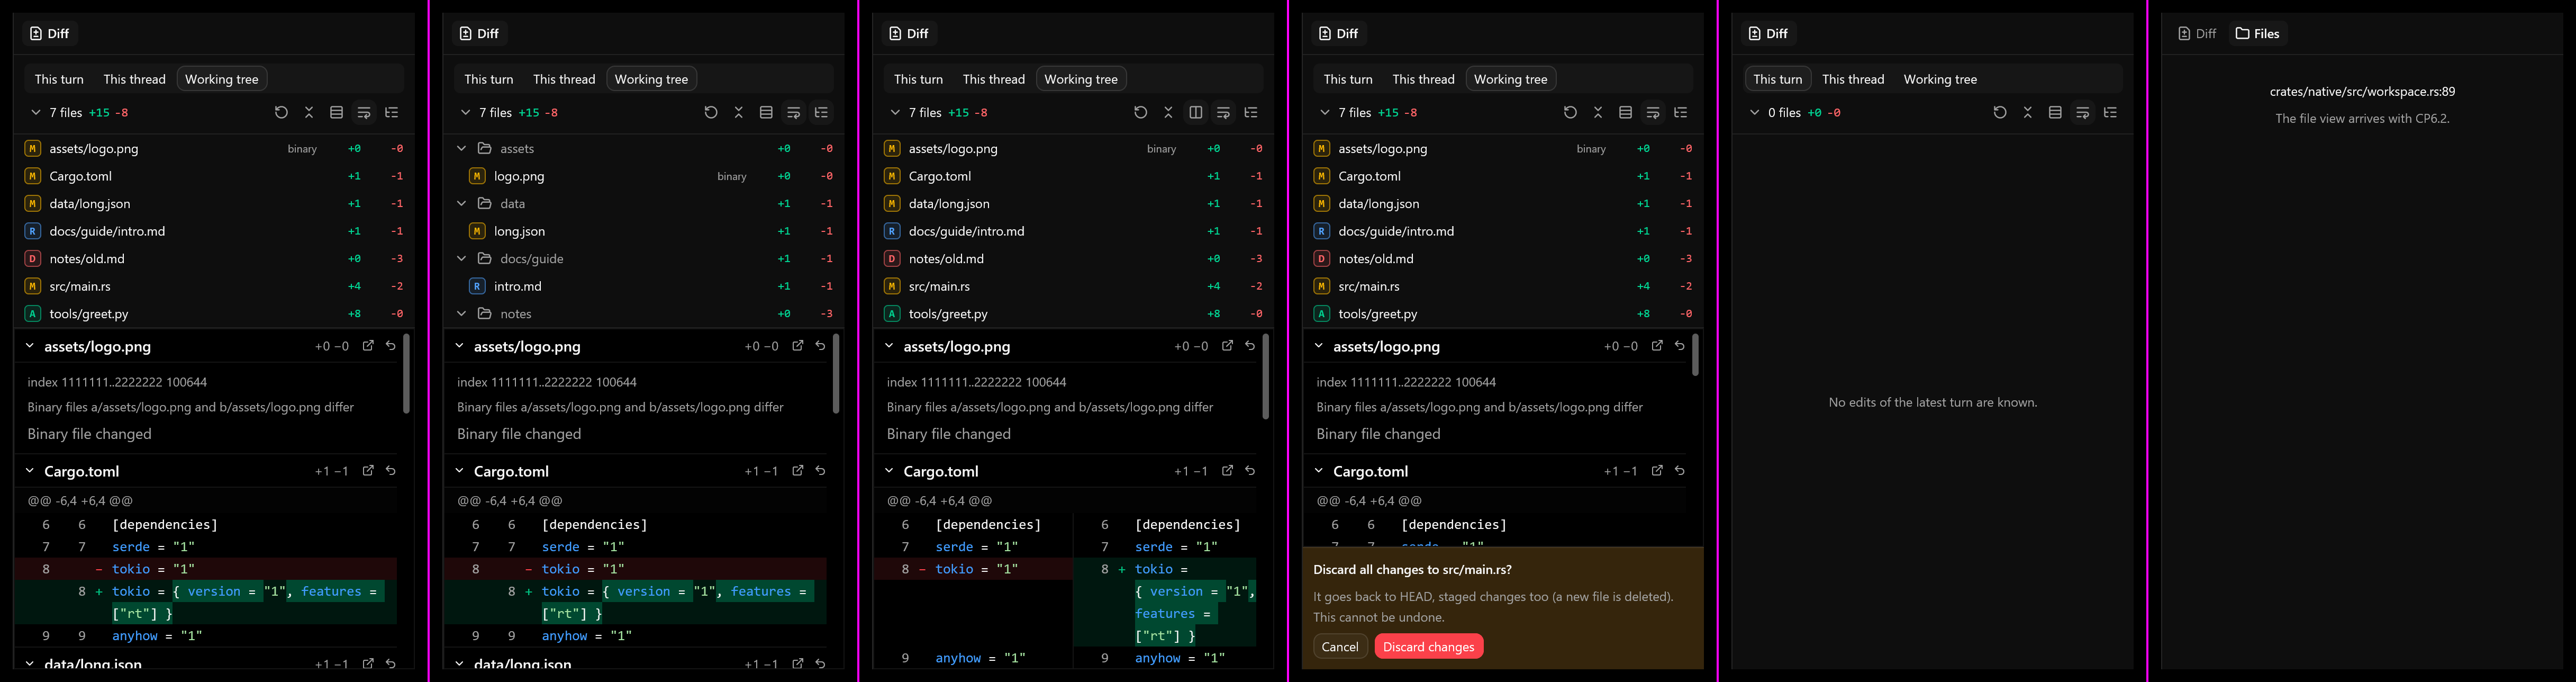 Diff
This turn This thread Working tree
7 files +15 -8
M assets/logo.png binary +0 -0
M Cargo.toml +1 -1
M data/long.json +1 -1
R docs/guide/intro.md +1 -1
D notes/old.md +0 -3
M src/main.rs +4 -2
A tools/greet.py +8 -0
assets/logo.png +0 −0
index 1111111..2222222 100644
Binary files a/assets/logo.png and b/assets/logo.png differ
Binary file changed
Cargo.toml +1 −1
@@ -6,4 +6,4 @@
6 6 [dependencies]
7 7 serde = "1"
8 − tokio = "1"
8 + tokio = { version = "1", features =
["rt"] }
9 9 anyhow = "1"
data/long.json +1 −1
Diff
This turn This thread Working tree
7 files +15 -8
assets +0 -0
M logo.png binary +0 -0
data +1 -1
M long.json +1 -1
docs/guide +1 -1
R intro.md +1 -1
notes +0 -3
assets/logo.png +0 −0
index 1111111..2222222 100644
Binary files a/assets/logo.png and b/assets/logo.png differ
Binary file changed
Cargo.toml +1 −1
@@ -6,4 +6,4 @@
6 6 [dependencies]
7 7 serde = "1"
8 − tokio = "1"
8 + tokio = { version = "1", features =
["rt"] }
9 9 anyhow = "1"
data/long.json +1 −1
Diff
This turn This thread Working tree
7 files +15 -8
M assets/logo.png binary +0 -0
M Cargo.toml +1 -1
M data/long.json +1 -1
R docs/guide/intro.md +1 -1
D notes/old.md +0 -3
M src/main.rs +4 -2
A tools/greet.py +8 -0
assets/logo.png +0 −0
index 1111111..2222222 100644
Binary files a/assets/logo.png and b/assets/logo.png differ
Binary file changed
Cargo.toml +1 −1
@@ -6,4 +6,4 @@
6 [dependencies] 6 [dependencies]
7 serde = "1" 7 serde = "1"
8 − tokio = "1" 8 + tokio =
{ version = "1",
features =
["rt"] }
9 anyhow = "1" 9 anyhow = "1"
Diff
This turn This thread Working tree
7 files +15 -8
M assets/logo.png binary +0 -0
M Cargo.toml +1 -1
M data/long.json +1 -1
R docs/guide/intro.md +1 -1
D notes/old.md +0 -3
M src/main.rs +4 -2
A tools/greet.py +8 -0
assets/logo.png +0 −0
index 1111111..2222222 100644
Binary files a/assets/logo.png and b/assets/logo.png differ
Binary file changed
Cargo.toml +1 −1
@@ -6,4 +6,4 @@
6 6 [dependencies]
7 7 serde = "1"
Discard all changes to src/main.rs?
It goes back to HEAD, staged changes too (a new file is deleted).
This cannot be undone.
Cancel Discard changes
Diff
This turn This thread Working tree
0 files +0 -0
No edits of the latest turn are known.
Diff Files
crates/native/src/workspace.rs:89
The file view arrives with CP6.2.